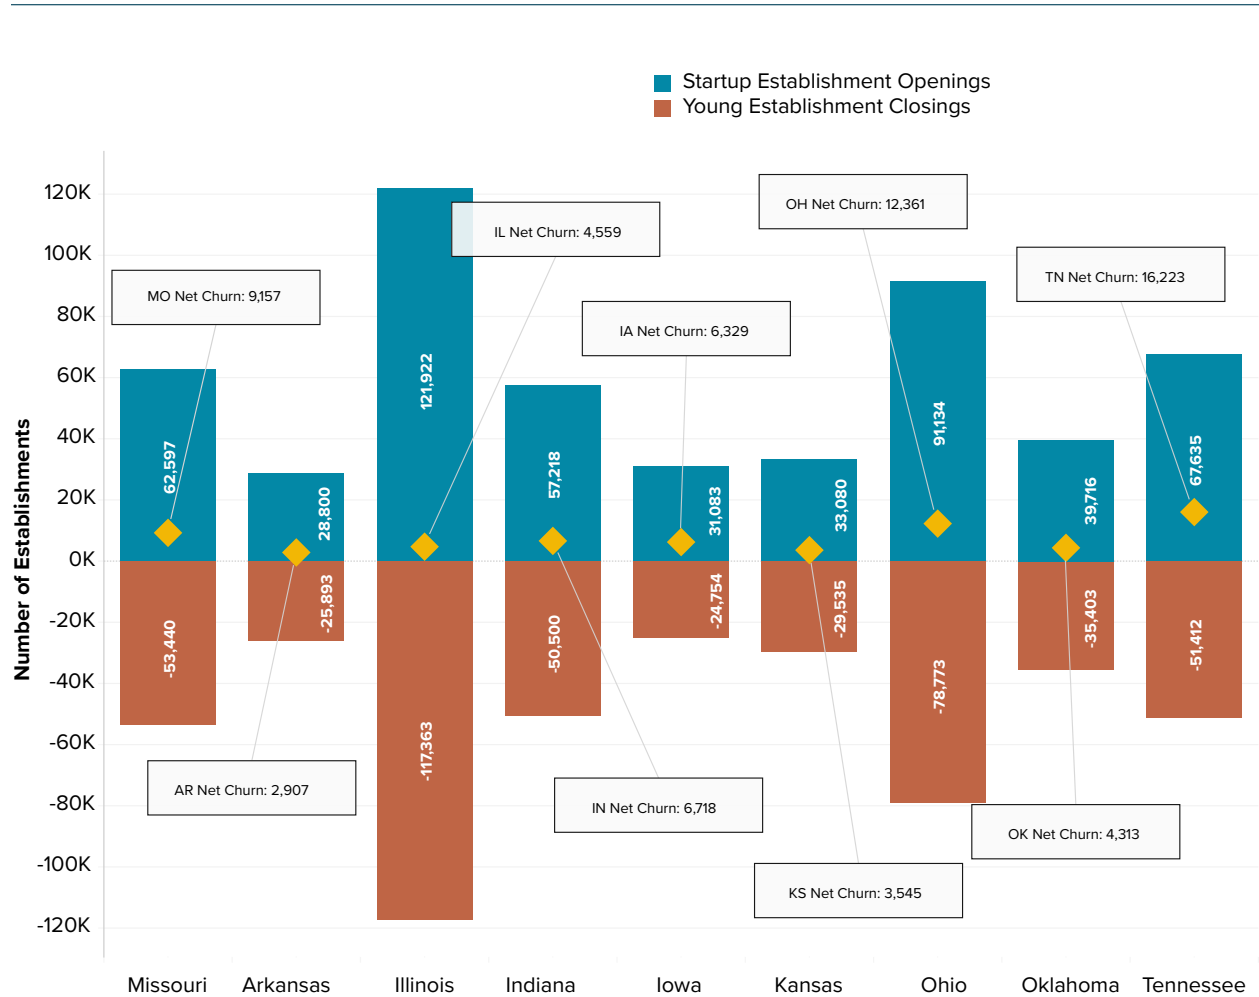 Startup Establishment Openings
Young Establishment Closings
Number of Establishments
120K
100K
80K
60K
40K
20K
0K
-20K
-40K
-60K
-80K
-100K
-120K
MO Net Churn: 9,157
IL Net Churn: 4,559
IA Net Churn: 6,329
OH Net Churn: 12,361
TN Net Churn: 16,223
62,597
28,800
121,922
57,218
31,083
33,080
91,134
39,716
67,635
-53,440
-25,893
-117,363
-50,500
-24,754
-29,535
-78,773
-35,403
-51,412
AR Net Churn: 2,907
IN Net Churn: 6,718
KS Net Churn: 3,545
OK Net Churn: 4,313
Missouri
Arkansas
Illinois
Indiana
Iowa
Kansas
Ohio
Oklahoma
Tennessee